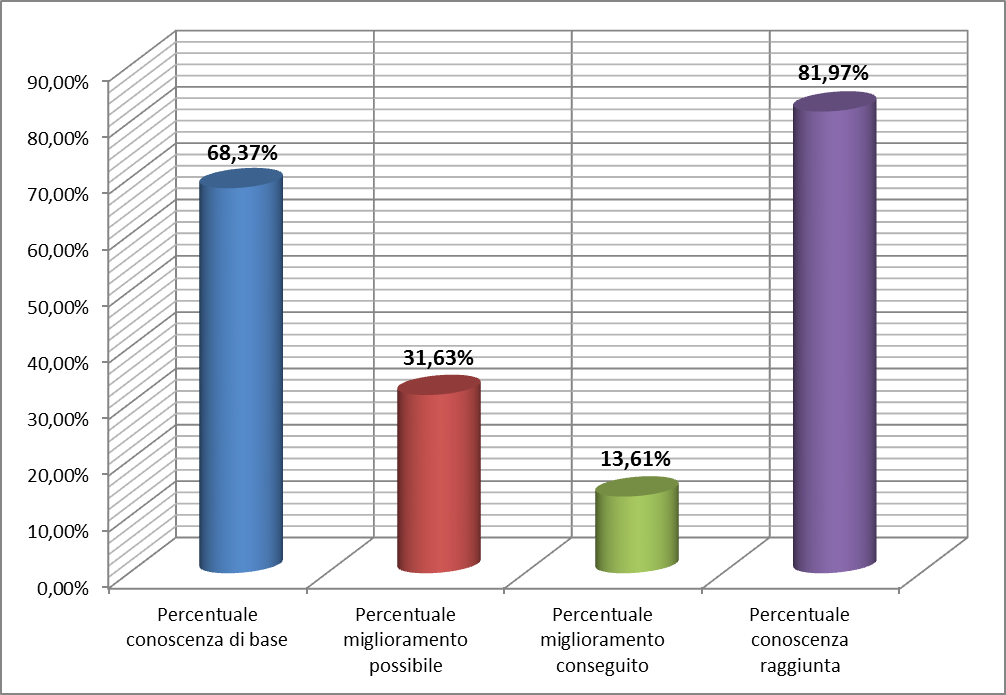 90,00%
80,00%
70,00%
60,00%
50,00%
40,00%
30,00%
20,00%
10,00%
0,00%
68,37%
31,63%
13,61%
81,97%
Percentuale
conoscenza di base
Percentuale
miglioramento
possibile
Percentuale
miglioramento
conseguito
Percentuale
conoscenza
raggiunta